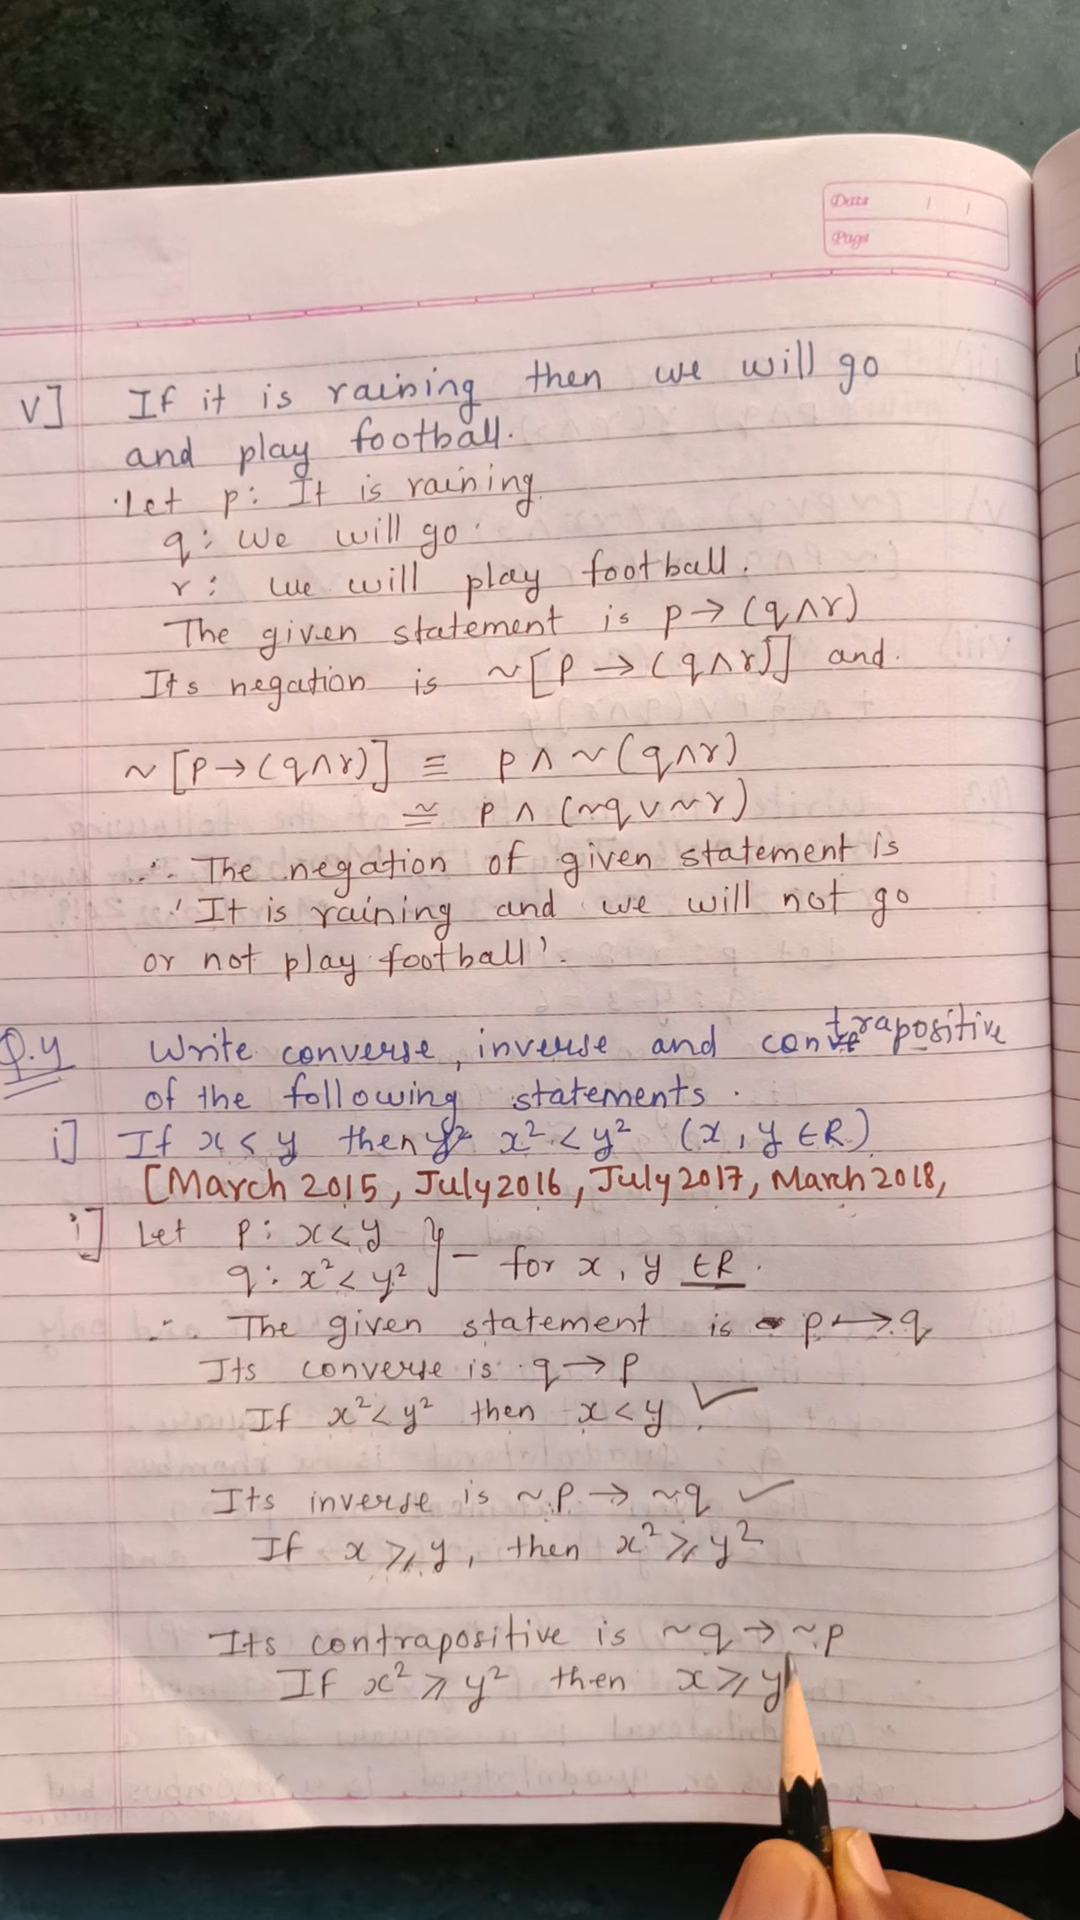 Date
Page
v] If it is raining then we will go
and play football.
Let p: It is raining
q: we will go.
r: we will play football.
The given statement is p → (q ∧ r)
Its negation is ~[p → (q ∧ r)] and.
~[p → (q ∧ r)] ≡ p ∧ ~(q ∧ r)
≅ p ∧ (~q ∨ ~r)
∴ The negation of given statement is
'It is raining and we will not go
or not play football'.
Q.4 Write converse, inverse and contrapositive
of the following statements.
i] If x < y then x² < y² (x, y ∈ R)
[March 2015, July 2016, July 2017, March 2018,
i] Let p: x < y
q: x² < y² } – for x, y ∈ R.
∴ The given statement is p → q
Its converse is q → p
If x² < y² then x < y ✓
Its inverse is ~p → ~q ✓
If x ⩾ y, then x² ⩾ y²
Its contrapositive is ~q → ~p
If x² ⩾ y² then x ⩾ y